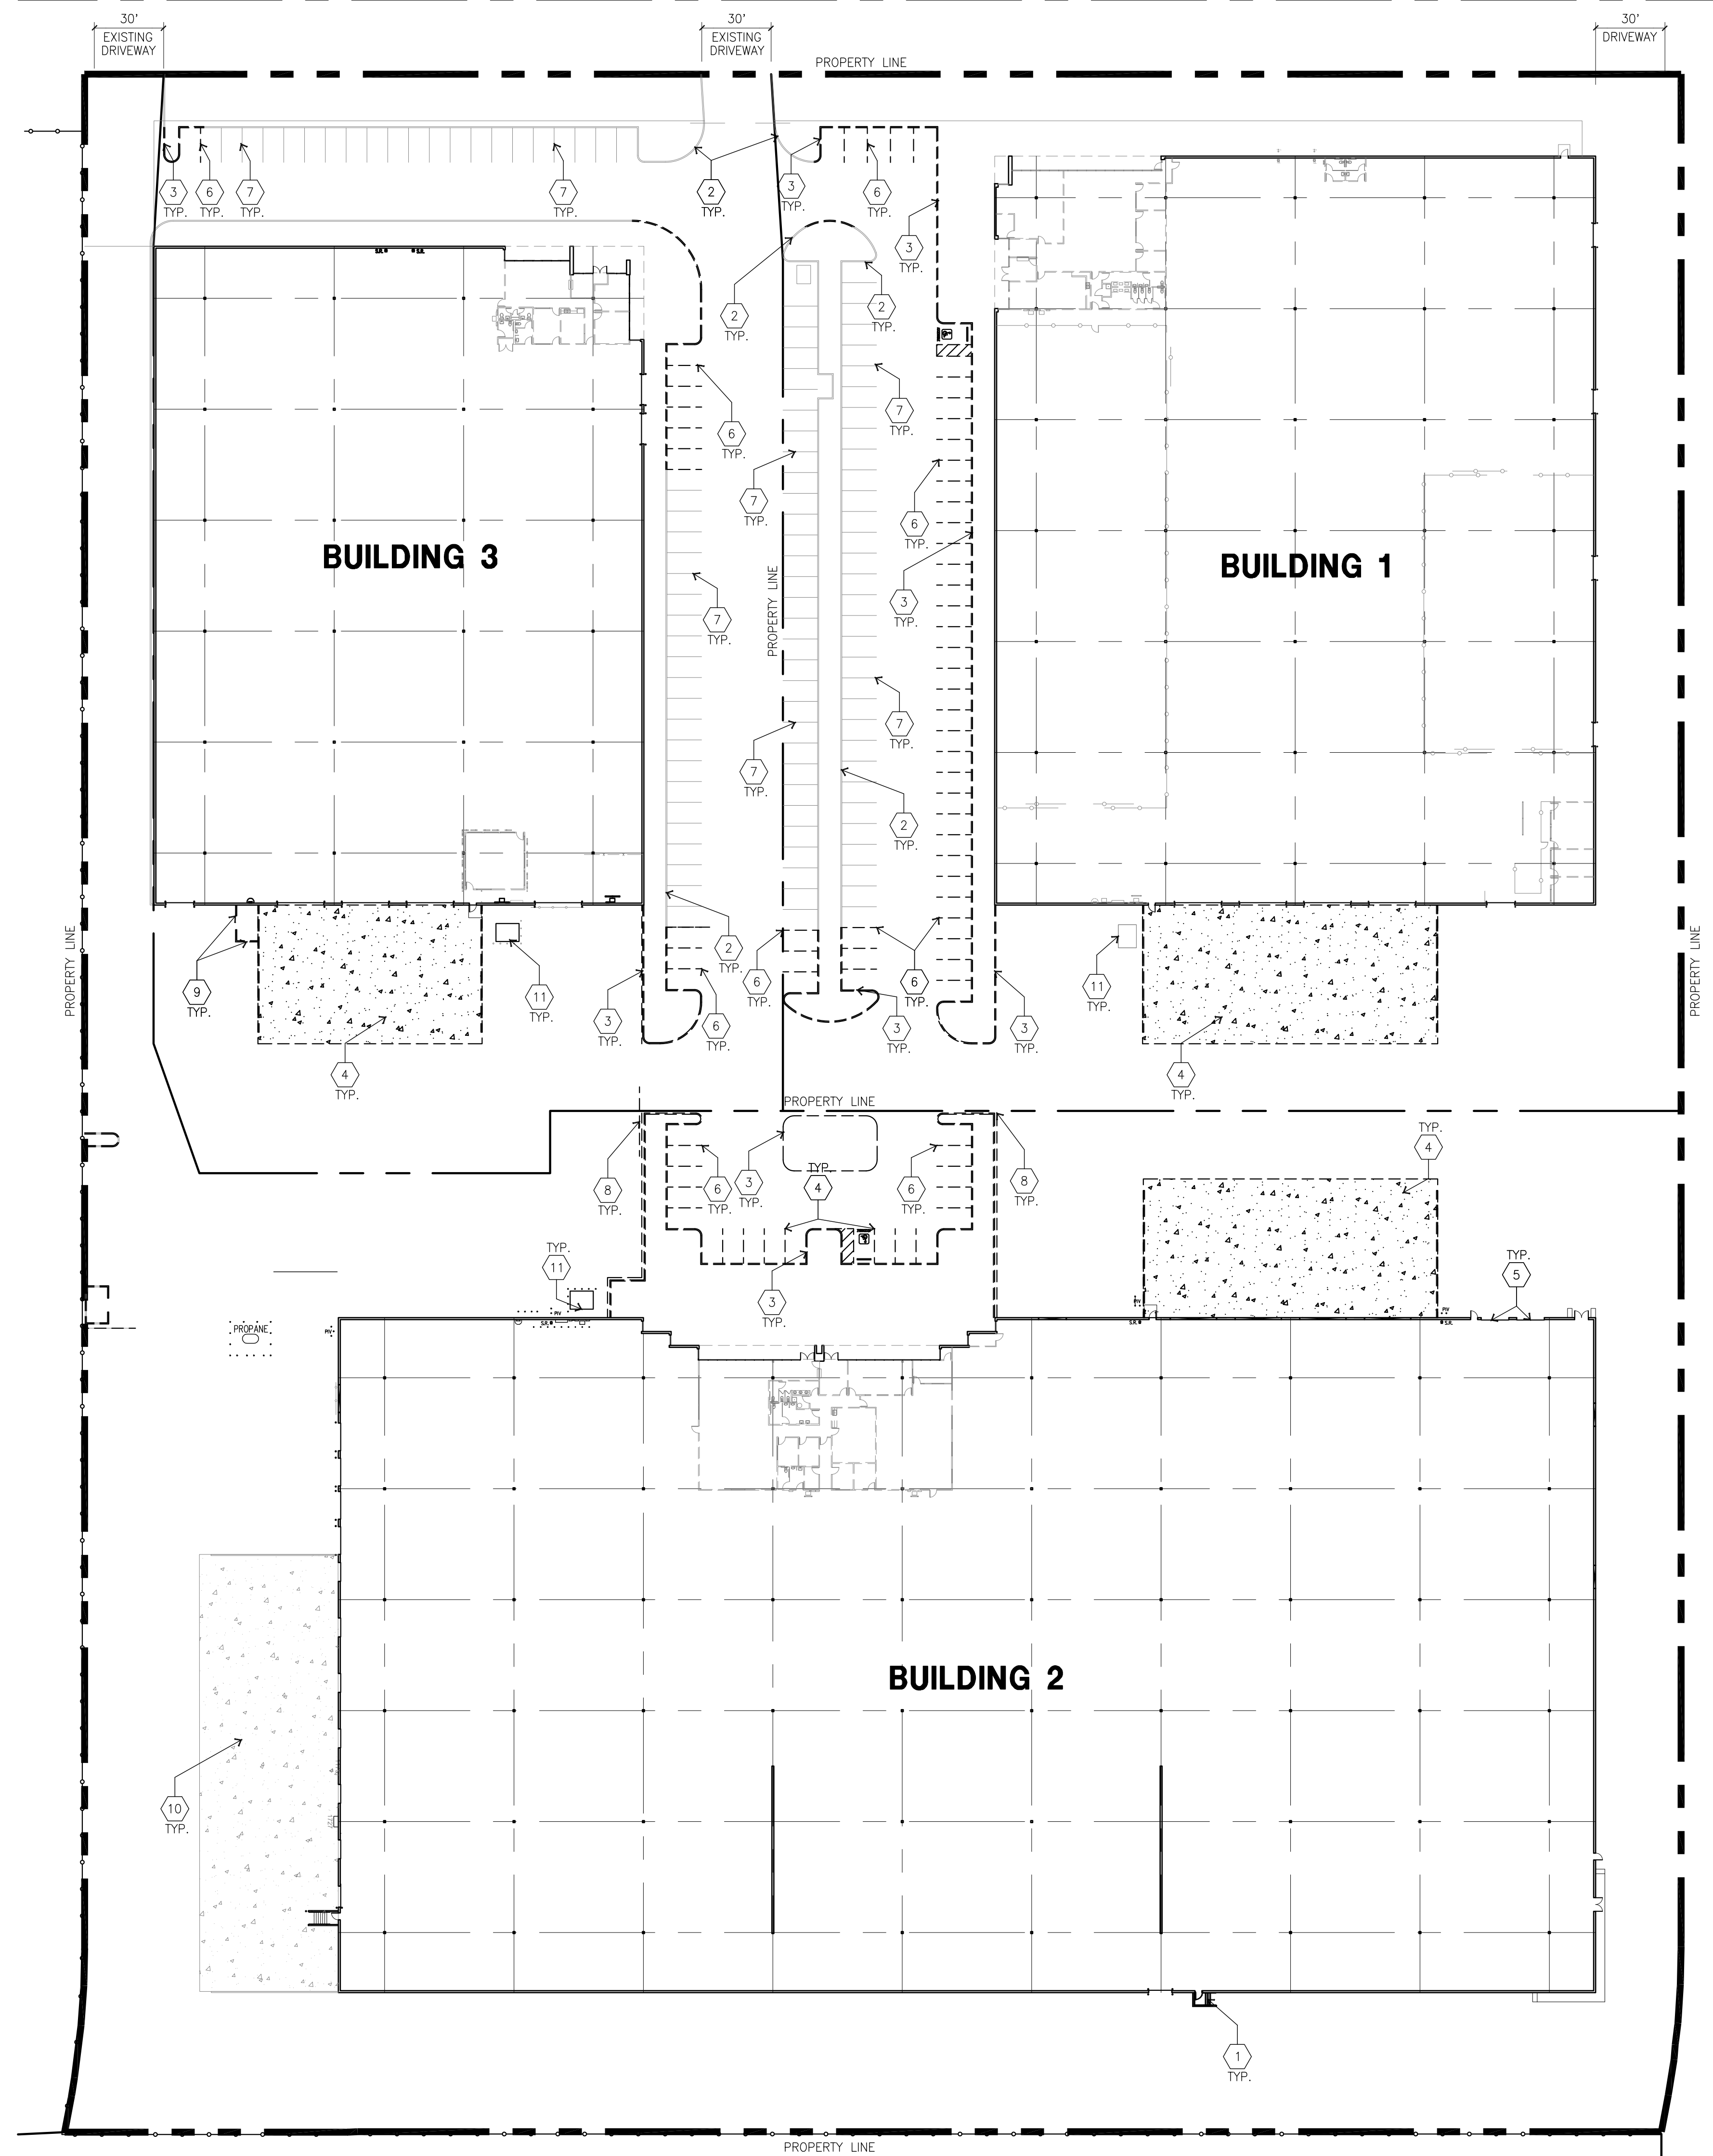 30'
EXISTING
DRIVEWAY
30'
EXISTING
DRIVEWAY
30'
DRIVEWAY
PROPERTY LINE
3
TYP.
6
TYP.
7
TYP.
7
TYP.
2
TYP.
3
TYP.
6
TYP.
3
TYP.
S.R.
S.R.
2
TYP.
2
TYP.
6
TYP.
7
TYP.
7
TYP.
6
TYP.
BUILDING 3
PROPERTY LINE
BUILDING 1
3
TYP.
7
TYP.
7
TYP.
7
TYP.
2
TYP.
PROPERTY LINE
PROPERTY LINE
9
TYP.
11
TYP.
2
TYP.
6
TYP.
6
TYP.
11
TYP.
3
TYP.
6
TYP.
3
TYP.
3
TYP.
4
TYP.
4
TYP.
PROPERTY LINE
TYP.
4
8
TYP.
6
TYP.
3
TYP.
TYP.
4
6
TYP.
8
TYP.
TYP.
11
TYP.
5
3
TYP.
PROPANE
PIV
PIV
S.R.
PIV
S.R.
PIV
S.R.
BUILDING 2
10
TYP.
1
TYP.
PROPERTY LINE